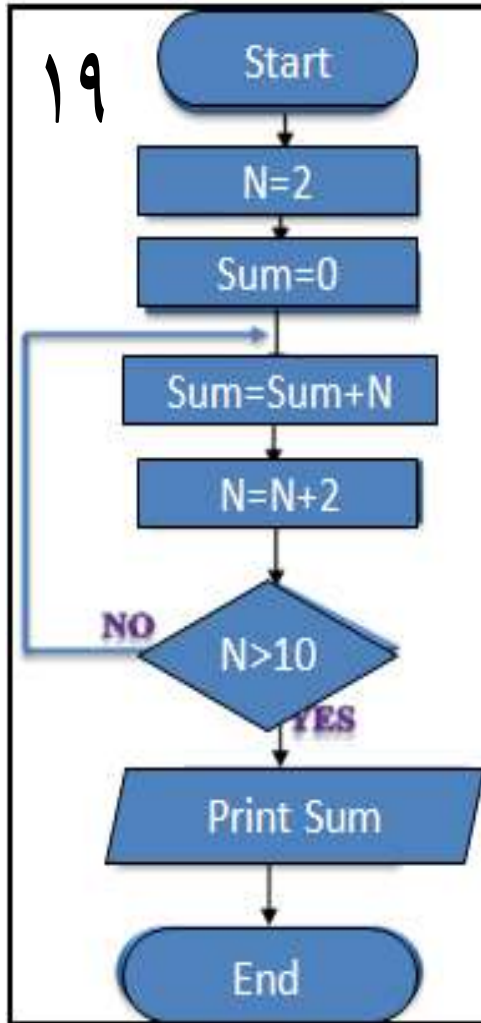 ١٩
Start
N=2
Sum=0
Sum=Sum+N
N=N+2
NO
N>10
YES
Print Sum
End